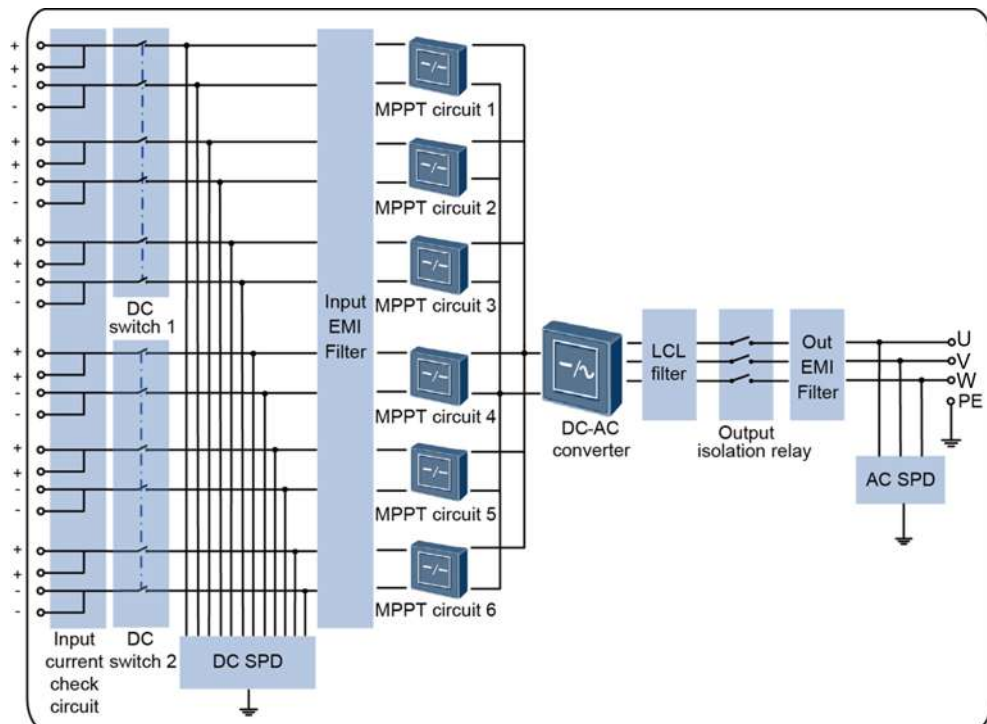 +
+
-
-
MPPT circuit 1
+
+
-
-
MPPT circuit 2
+
+
-
-
MPPT circuit 3
DC
switch 1
Input
EMI
Filter
+
+
-
-
MPPT circuit 4
DC-AC
converter
LCL
filter
Output
isolation relay
Out
EMI
Filter
U
V
W
PE
AC SPD
+
+
-
-
MPPT circuit 5
+
+
-
-
MPPT circuit 6
Input
current
check
circuit
DC
switch 2
DC SPD